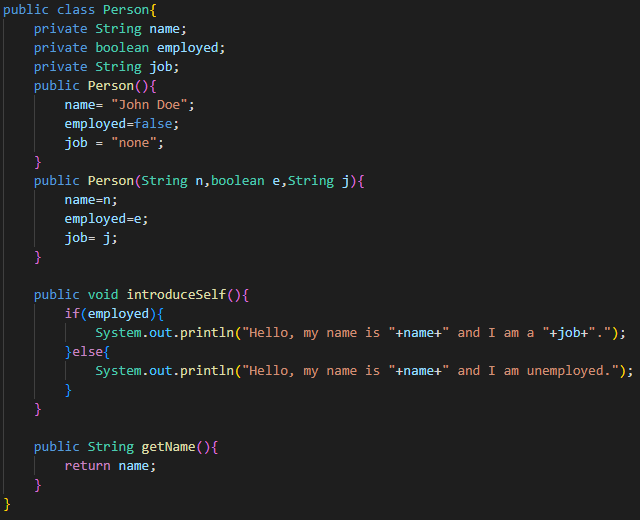 public class Person{
    private String name;
    private boolean employed;
    private String job;
    public Person(){
        name= "John Doe";
        employed=false;
        job = "none";
    }
    public Person(String n,boolean e,String j){
        name=n;
        employed=e;
        job= j;
    }

    public void introduceSelf(){
        if(employed){
            System.out.println("Hello, my name is "+name+" and I am a "+job+".");
        }else{
            System.out.println("Hello, my name is "+name+" and I am unemployed.");
        }
    }

    public String getName(){
        return name;
    }
}